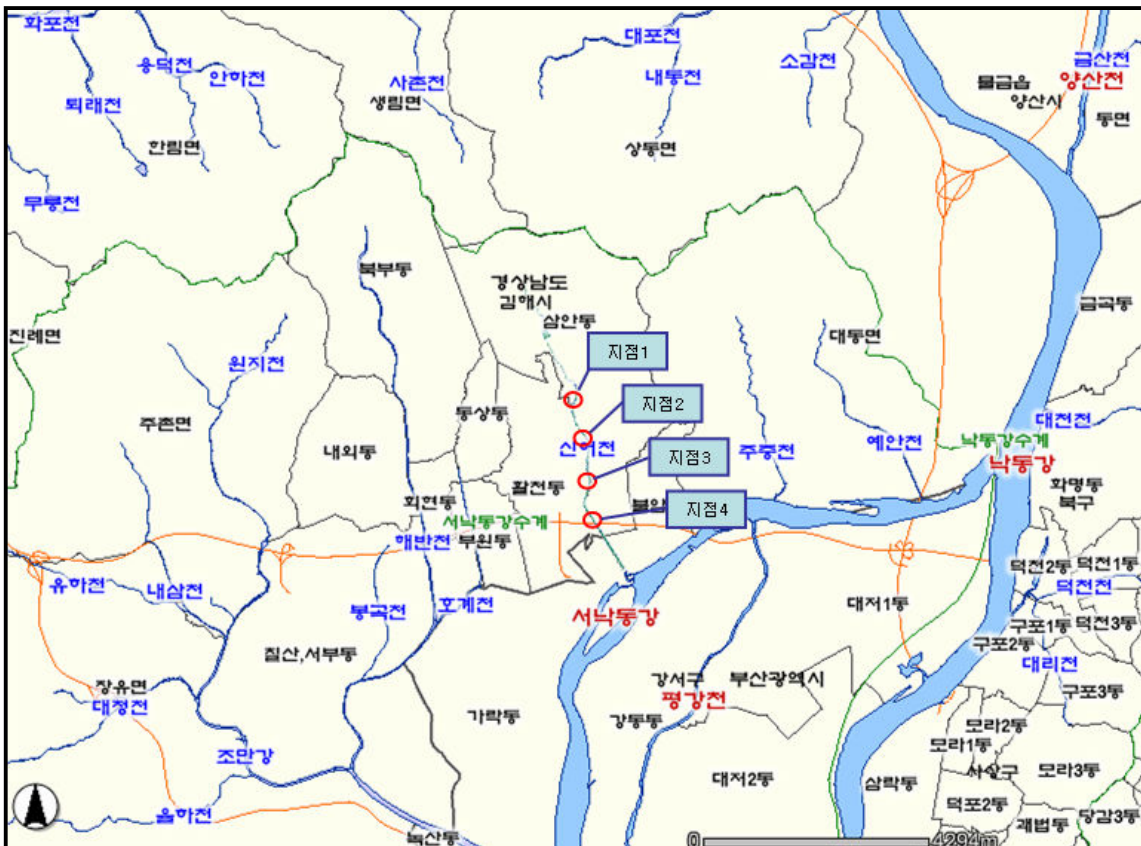 화포천
대포천
소감천
금산천
용덕천
안하천
내동천
물금읍
양산천
사촌천
양산시
퇴래천
생림면
동면
한림면
상동면
무릉천
북부동
경상남도
김해시
금곡동
삼안동
진례면
대동면
지점1
원지천
지점2
동상동
대천천
주촌면
신어천
예안천
낙동강수계
내외동
주중천
지점3
낙동강
활천동
화명동
회현동
불암
북구
지점4
서낙동강수계
해반천
부원동
덕천2동
덕천1동
유하천
내삼천
덕천천
호계천
대저1동
봉곡천
구포1동
덕천3동
서낙동강
구포2동
칠산,서부동
대리천
강서구
부산광역시
장유면
평강천
구포3동
대청천
가락동
강동동
모라2동
모라1동
조만강
사상구
모라3동
대저2동
삼락동
덕포2동
율하천
괘법동
당감3동
녹산동
0
4294m